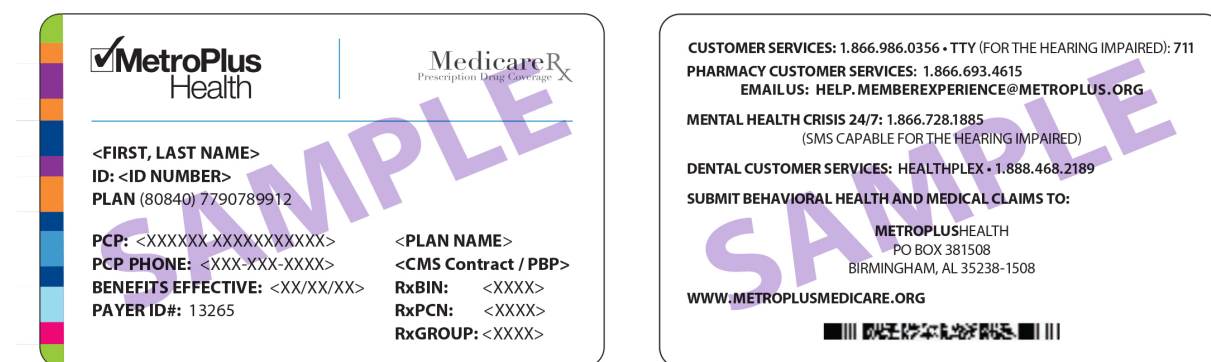 MetroPlus
Health
MedicareRx
Prescription Drug Coverage
<FIRST, LAST NAME>
ID: <ID NUMBER>
PLAN (80840) 7790789912
PCP: <XXXXXX XXXXXXXXXXX>
PCP PHONE: <XXX-XXX-XXXX>
BENEFITS EFFECTIVE: <XX/XX/XX>
PAYER ID#: 13265
<PLAN NAME>
<CMS Contract / PBP>
RxBIN: <XXXX>
RxPCN: <XXXX>
RxGROUP: <XXXX>
SAMPLE
CUSTOMER SERVICES: 1.866.986.0356 • TTY (FOR THE HEARING IMPAIRED): 711
PHARMACY CUSTOMER SERVICES: 1.866.693.4615
EMAIL US: HELP.MEMBEREXPERIENCE@METROPLUS.ORG
MENTAL HEALTH CRISIS 24/7: 1.866.728.1885
(SMS CAPABLE FOR THE HEARING IMPAIRED)
DENTAL CUSTOMER SERVICES: HEALTHPLEX • 1.888.468.2189
SUBMIT BEHAVIORAL HEALTH AND MEDICAL CLAIMS TO:
METROPLUSHEALTH
PO BOX 381508
BIRMINGHAM, AL 35238-1508
WWW.METROPLUSMEDICARE.ORG
SAMPLE